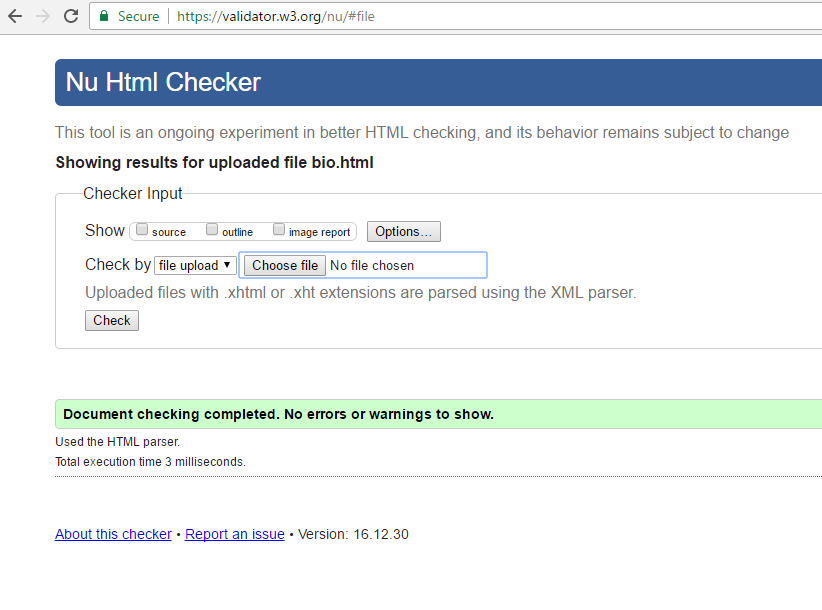 Secure https://validator.w3.org/nu/#file
Nu Html Checker
This tool is an ongoing experiment in better HTML checking, and its behavior remains subject to change
Showing results for uploaded file bio.html
Checker Input
Show source outline image report Options...
Check by file upload Choose file No file chosen
Uploaded files with .xhtml or .xht extensions are parsed using the XML parser.
Check
Document checking completed. No errors or warnings to show.
Used the HTML parser.
Total execution time 3 milliseconds.
About this checker • Report an issue • Version: 16.12.30